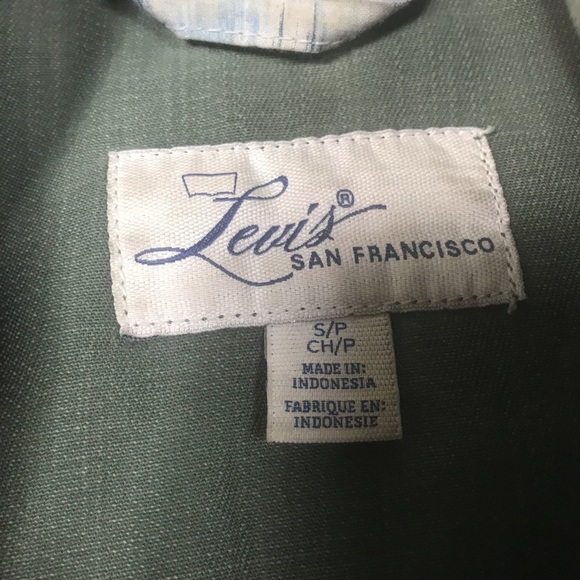 Levi's®
SAN FRANCISCO
S/P
CH/P
MADE IN:
INDONESIA
FABRIQUE EN:
INDONESIE